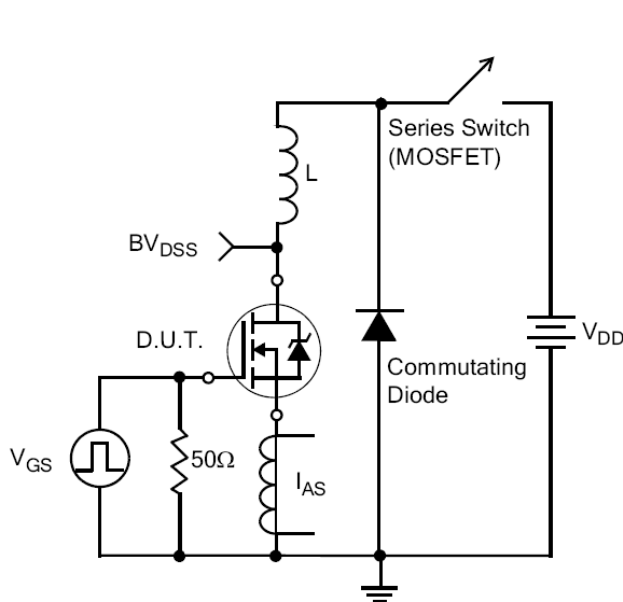 Series Switch
(MOSFET)
L
BVDSS
D.U.T.
VDD
Commutating
Diode
VGS
50Ω
IAS